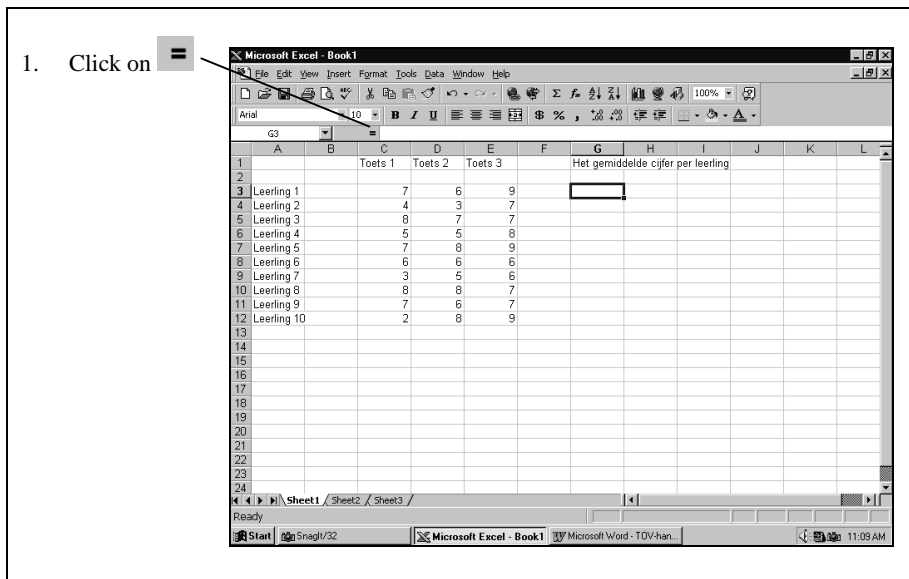 1. Click on =
Microsoft Excel - Book1
File Edit View Insert Format Tools Data Window Help
100%
Arial 10 B I U $ % ,
G3 =
A B C D E F G H I J K L
1 Toets 1 Toets 2 Toets 3 Het gemiddelde cijfer per leerling
2
3 Leerling 1 7 6 9
4 Leerling 2 4 3 7
5 Leerling 3 8 7 7
6 Leerling 4 5 5 8
7 Leerling 5 7 8 9
8 Leerling 6 6 6 6
9 Leerling 7 3 5 6
10 Leerling 8 8 8 7
11 Leerling 9 7 6 7
12 Leerling 10 2 8 9
13
14
15
16
17
18
19
20
21
22
23
24
Sheet1 Sheet2 Sheet3
Ready
Start SnagIt/32 Microsoft Excel - Book1 Microsoft Word - TOV-han... 11:09 AM